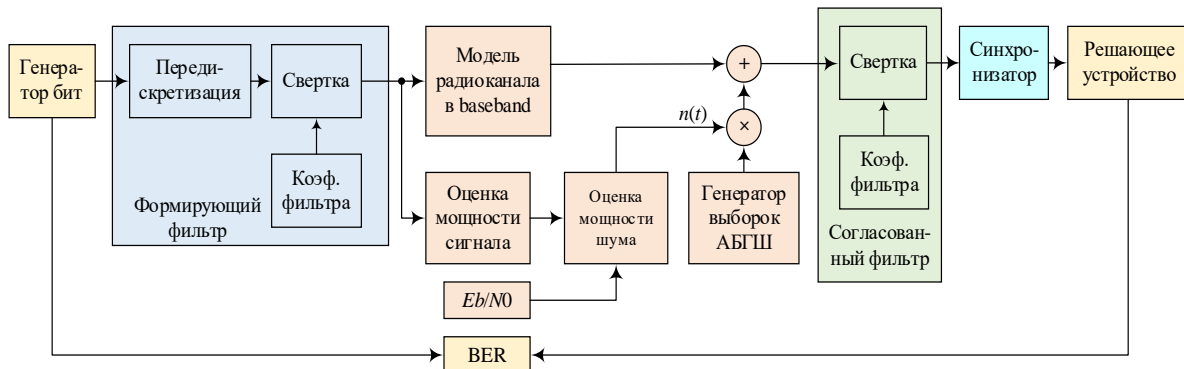 Генера-
тор бит
Переди-
скретизация
Свертка
Коэф.
фильтра
Формирующий
фильтр
Модель
радиоканала
в baseband
Оценка
мощности
сигнала
Оценка
мощности
шума
Eb/N0
n(t)
+
×
Генератор
выборок
АБГШ
Свертка
Коэф.
фильтра
Согласован-
ный фильтр
Синхро-
низатор
Решающее
устройство
BER